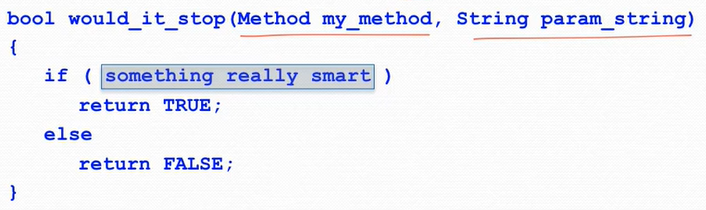 bool would_it_stop(Method my_method, String param_string)
{
if ( something really smart )
return TRUE;
else
return FALSE;
}